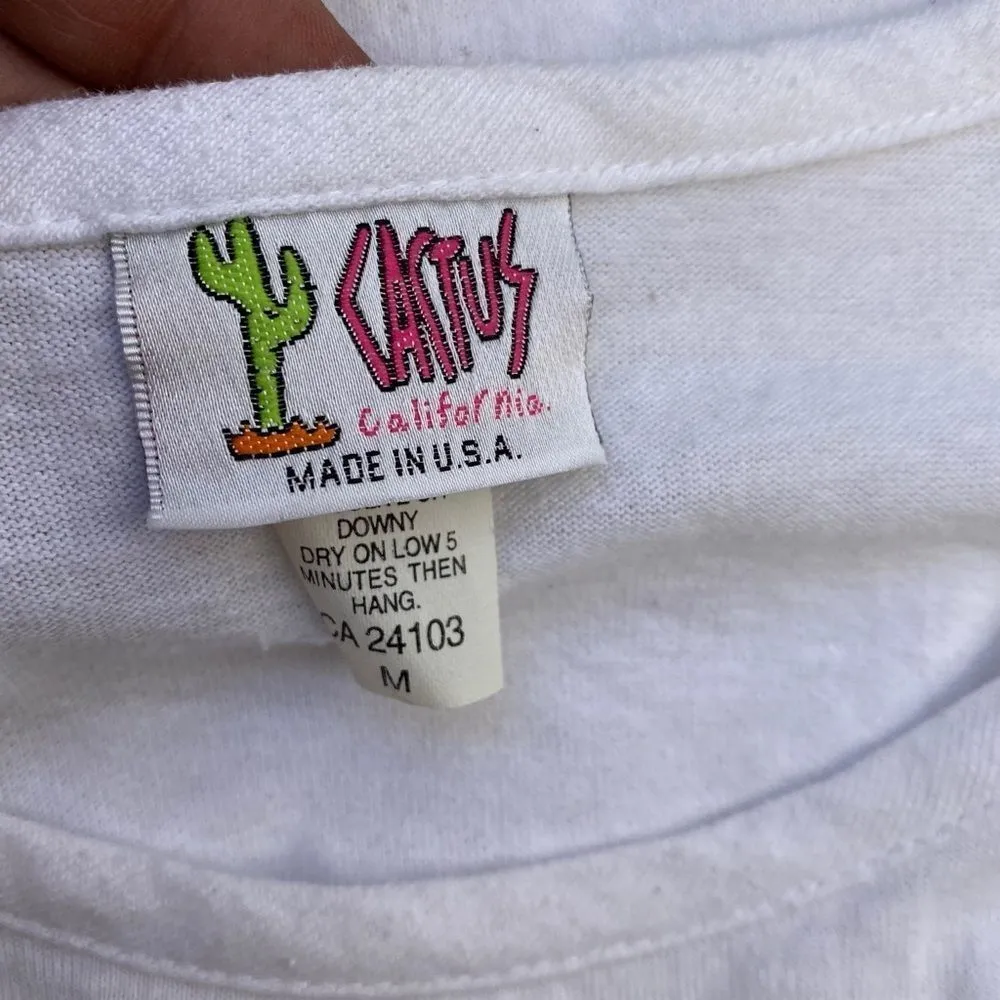 CACTUS
California.
MADE IN U.S.A.
DOWNY
DRY ON LOW 5
MINUTES THEN
HANG.
CA 24103
M